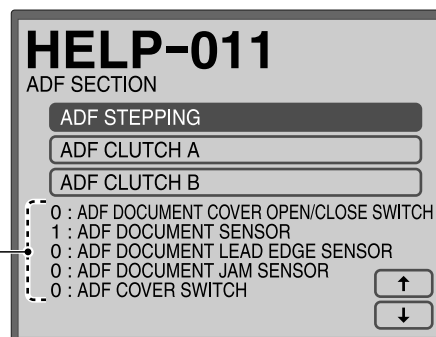 HELP-011
ADF SECTION
ADF STEPPING
ADF CLUTCH A
ADF CLUTCH B
0 : ADF DOCUMENT COVER OPEN/CLOSE SWITCH
1 : ADF DOCUMENT SENSOR
0 : ADF DOCUMENT LEAD EDGE SENSOR
0 : ADF DOCUMENT JAM SENSOR
0 : ADF COVER SWITCH